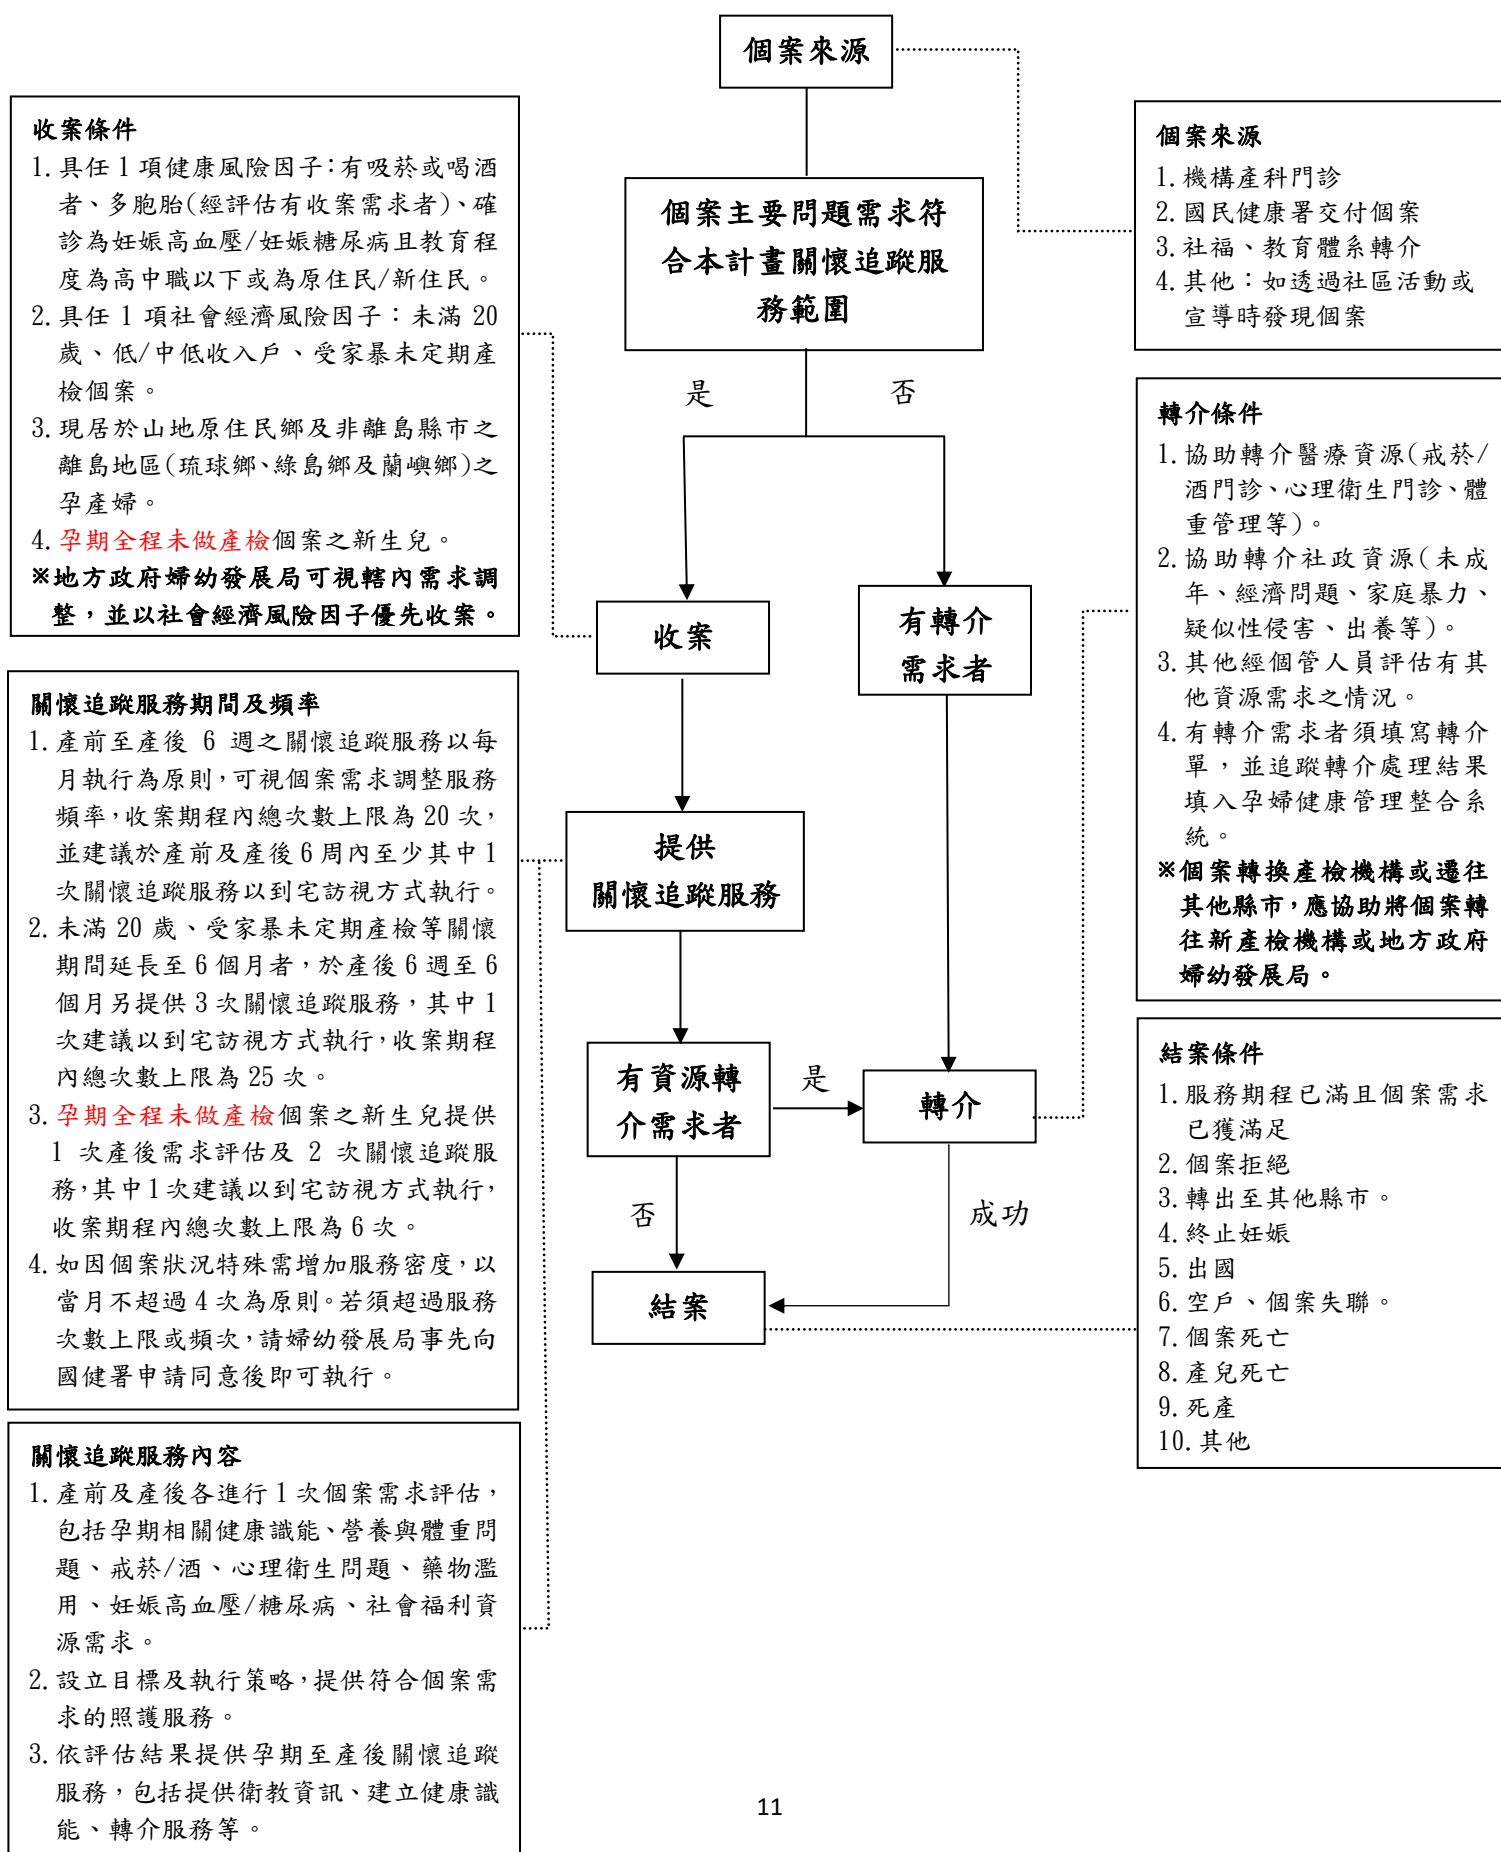 個案來源
收案條件
1.具任 1 項健康風險因子:有吸菸或喝酒
者、多胞胎(經評估有收案需求者)、確
診為妊娠高血壓/妊娠糖尿病且教育程
度為高中職以下或為原住民/新住民。
2.具任 1 項社會經濟風險因子：未滿 20
歲、低/中低收入戶、受家暴未定期產
檢個案。
3.現居於山地原住民鄉及非離島縣市之
離島地區(琉球鄉、綠島鄉及蘭嶼鄉)之
孕產婦。
4.孕期全程未做產檢個案之新生兒。
※地方政府婦幼發展局可視轄內需求調
整，並以社會經濟風險因子優先收案。
個案主要問題需求符
合本計畫關懷追蹤服
務範圍
個案來源
1.機構產科門診
2.國民健康署交付個案
3.社福、教育體系轉介
4.其他：如透過社區活動或
宣導時發現個案
是
否
收案
有轉介
需求者
轉介條件
1.協助轉介醫療資源(戒菸/
酒門診、心理衛生門診、體
重管理等)。
2.協助轉介社政資源(未成
年、經濟問題、家庭暴力、
疑似性侵害、出養等)。
3.其他經個管人員評估有其
他資源需求之情況。
4.有轉介需求者須填寫轉介
單，並追蹤轉介處理結果
填入孕婦健康管理整合系
統。
※個案轉換產檢機構或遷往
其他縣市，應協助將個案轉
往新產檢機構或地方政府
婦幼發展局。
關懷追蹤服務期間及頻率
1.產前至產後 6 週之關懷追蹤服務以每
月執行為原則，可視個案需求調整服務
頻率，收案期程內總次數上限為 20 次，
並建議於產前及產後 6 周內至少其中 1
次關懷追蹤服務以到宅訪視方式執行。
2.未滿 20 歲、受家暴未定期產檢等關懷
期間延長至 6 個月者，於產後 6 週至 6
個月另提供 3 次關懷追蹤服務，其中 1
次建議以到宅訪視方式執行，收案期程
內總次數上限為 25 次。
3.孕期全程未做產檢個案之新生兒提供
1 次產後需求評估及 2 次關懷追蹤服
務，其中 1 次建議以到宅訪視方式執行，
收案期程內總次數上限為 6 次。
4.如因個案狀況特殊需增加服務密度，以
當月不超過 4 次為原則。若須超過服務
次數上限或頻次，請婦幼發展局事先向
國健署申請同意後即可執行。
提供
關懷追蹤服務
有資源轉
介需求者
是
轉介
否
成功
結案
結案條件
1.服務期程已滿且個案需求
已獲滿足
2.個案拒絕
3.轉出至其他縣市。
4.終止妊娠
5.出國
6.空戶、個案失聯。
7.個案死亡
8.產兒死亡
9.死產
10.其他
關懷追蹤服務內容
1.產前及產後各進行 1 次個案需求評估，
包括孕期相關健康識能、營養與體重問
題、戒菸/酒、心理衛生問題、藥物濫
用、妊娠高血壓/糖尿病、社會福利資
源需求。
2.設立目標及執行策略，提供符合個案需
求的照護服務。
3.依評估結果提供孕期至產後關懷追蹤
服務，包括提供衛教資訊、建立健康識
能、轉介服務等。
11